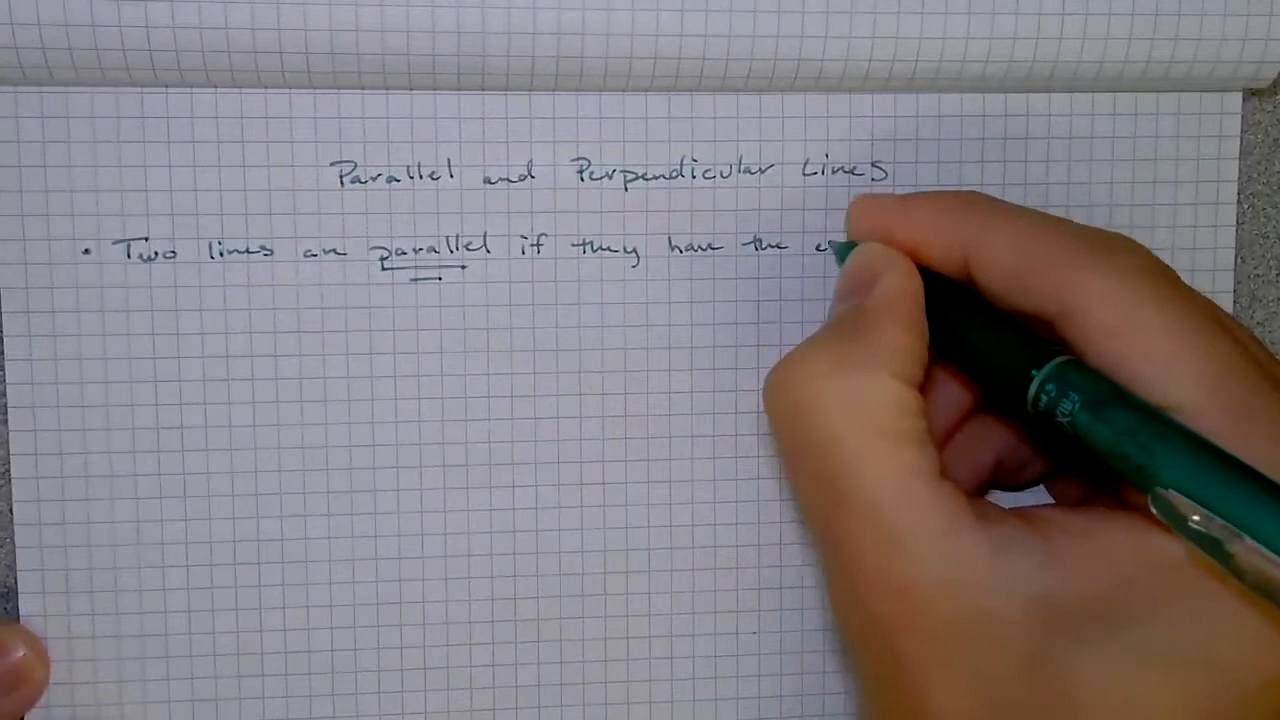 Parallel and Perpendicular Lines
• Two lines are parallel if they have the